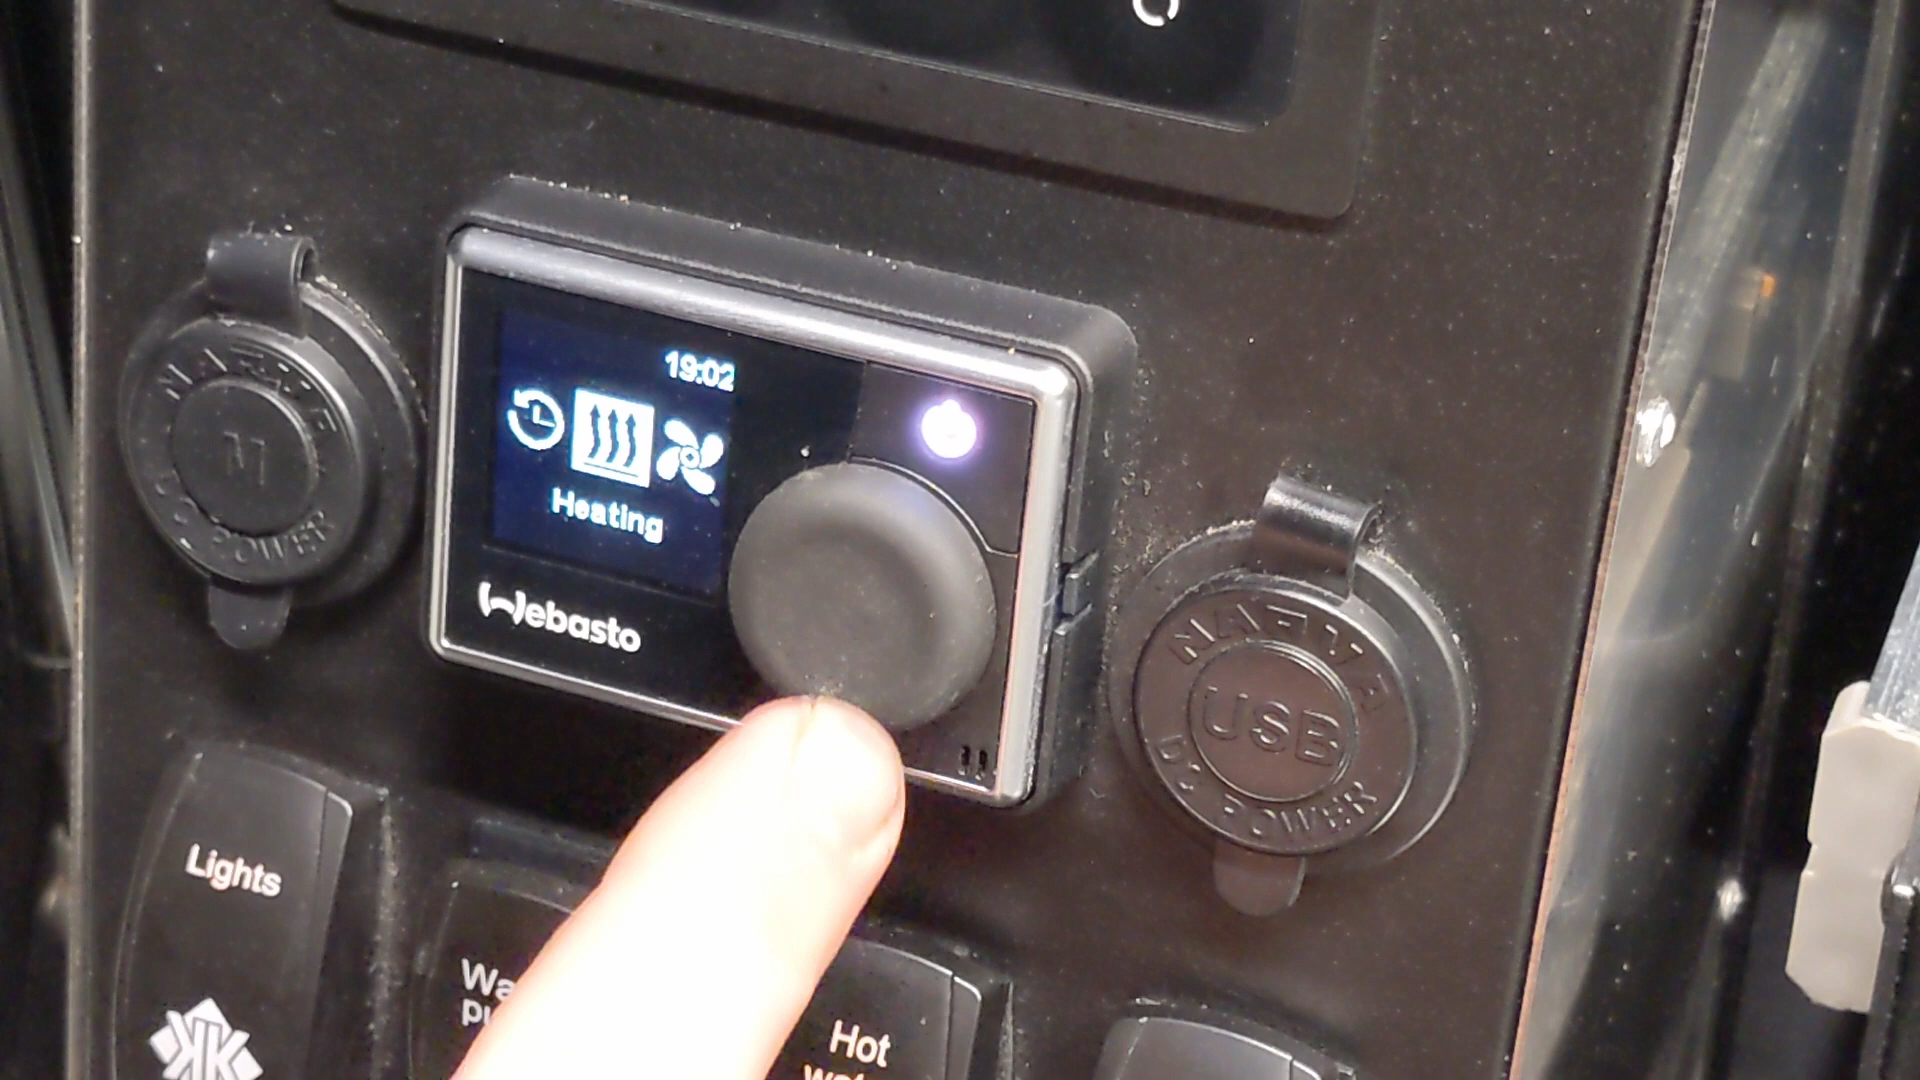 19:02
Heating
Webasto
NARVA
M
DC POWER
NARVA
USB
DC POWER
Lights
Hot